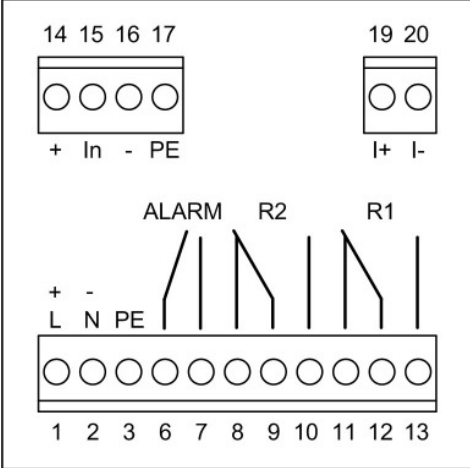 14 15 16 17 19 20
+ In - PE I+ I-
ALARM R2 R1
+ -
L N PE
1 2 3 6 7 8 9 10 11 12 13